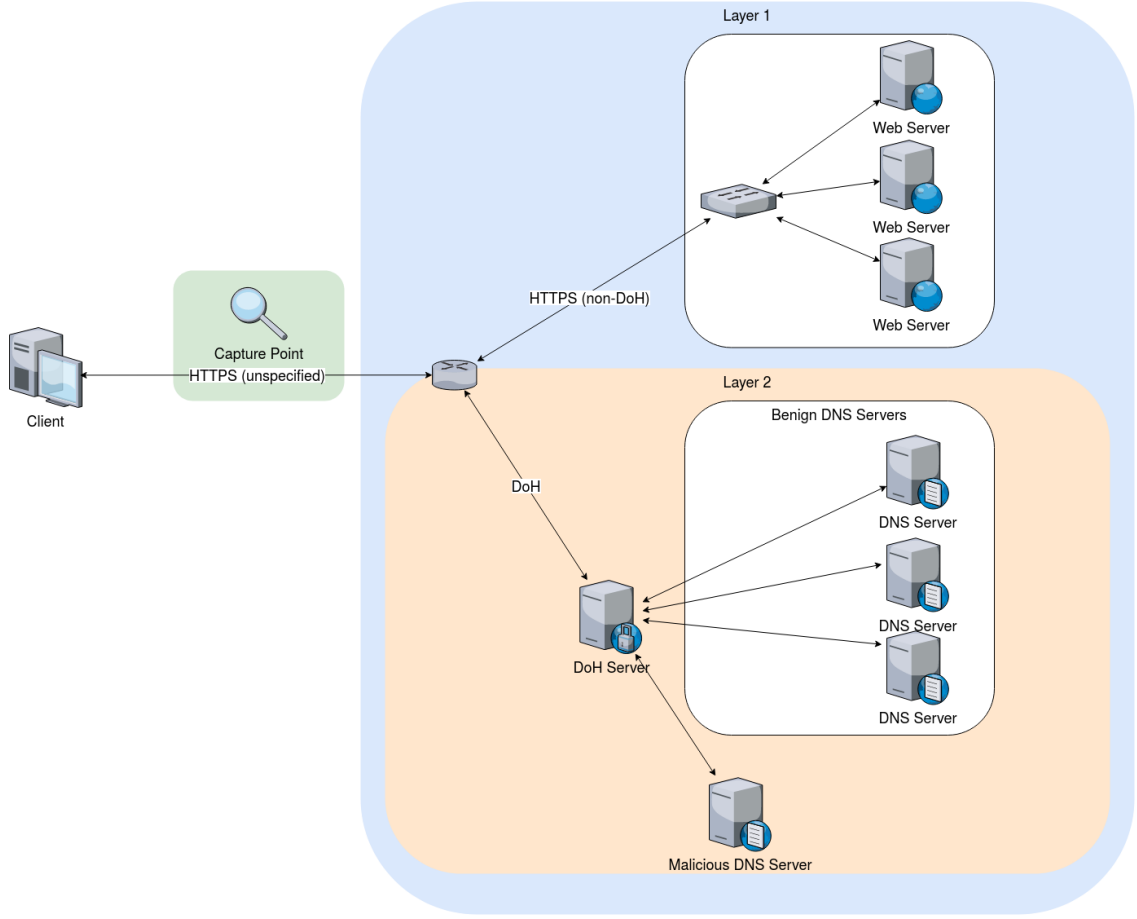 Layer 1
Web Server
Web Server
Web Server
HTTPS (non-DoH)
Capture Point
HTTPS (unspecified)
Client
Layer 2
Benign DNS Servers
DNS Server
DoH
DNS Server
DoH Server
DNS Server
Malicious DNS Server